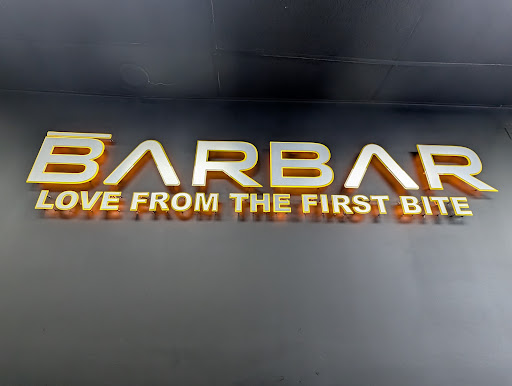 BARBAR
LOVE FROM THE FIRST BITE